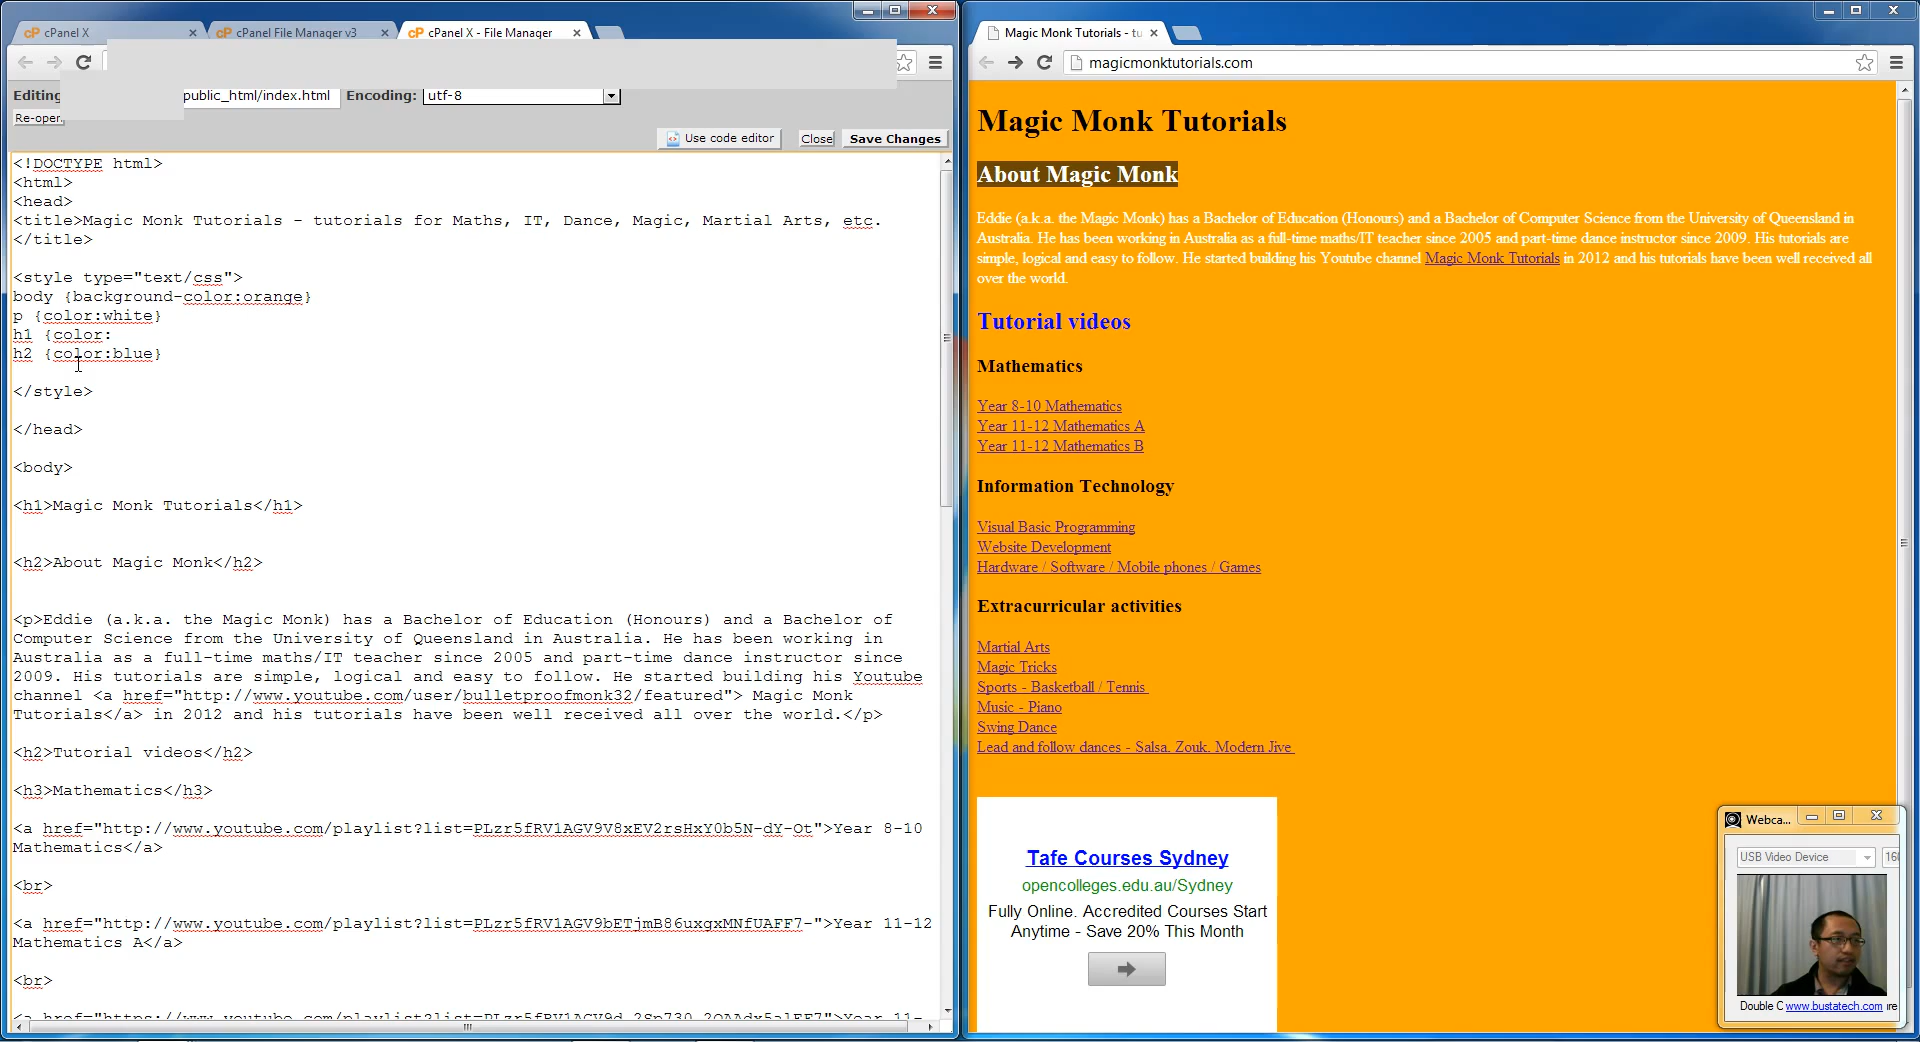 cPanel X
cPanel File Manager v3
cPanel X - File Manager
Editing
public_html/index.html
Encoding:
utf-8
Use code editor
Close
Save Changes
<!DOCTYPE html>
<html>
<head>
<title>Magic Monk Tutorials - tutorials for Maths, IT, Dance, Magic, Martial Arts, etc.
</title>
<style type="text/css">
body {background-color:orange}
p {color:white}
h1 {color:
h2 {color:blue}
</style>
</head>
<body>
<h1>Magic Monk Tutorials</h1>
<h2>About Magic Monk</h2>
<p>Eddie (a.k.a. the Magic Monk) has a Bachelor of Education (Honours) and a Bachelor of
Computer Science from the University of Queensland in Australia. He has been working in
Australia as a full-time maths/IT teacher since 2005 and part-time dance instructor since
2009. His tutorials are simple, logical and easy to follow. He started building his Youtube
channel <a href="http://www.youtube.com/user/bulletproofmonk32/featured"> Magic Monk
Tutorials</a> in 2012 and his tutorials have been well received all over the world.</p>
<h2>Tutorial videos</h2>
<h3>Mathematics</h3>
<a href="http://www.youtube.com/playlist?list=PLzr5fRV1AGV9V8xEV2rsHxY0b5N-dY-Ot">Year 8-10
Mathematics</a>
<br>
<a href="http://www.youtube.com/playlist?list=PLzr5fRV1AGV9bETjmB86uxgxMNfUAFF7-">Year 11-12
Mathematics A</a>
<br>
Magic Monk Tutorials - tu
magicmonktutorials.com
Magic Monk Tutorials
About Magic Monk
Eddie (a.k.a. the Magic Monk) has a Bachelor of Education (Honours) and a Bachelor of Computer Science from the University of Queensland in
Australia. He has been working in Australia as a full-time maths/IT teacher since 2005 and part-time dance instructor since 2009. His tutorials are
simple, logical and easy to follow. He started building his Youtube channel Magic Monk Tutorials in 2012 and his tutorials have been well received all
over the world.
Tutorial videos
Mathematics
Year 8-10 Mathematics
Year 11-12 Mathematics A
Year 11-12 Mathematics B
Information Technology
Visual Basic Programming
Website Development
Hardware / Software / Mobile phones / Games
Extracurricular activities
Martial Arts
Magic Tricks
Sports - Basketball / Tennis
Music - Piano
Swing Dance
Lead and follow dances - Salsa, Zouk, Modern Jive
Tafe Courses Sydney
opencolleges.edu.au/Sydney
Fully Online. Accredited Courses Start
Anytime - Save 20% This Month
Webca...
USB Video Device
Double C www.bustatech.com